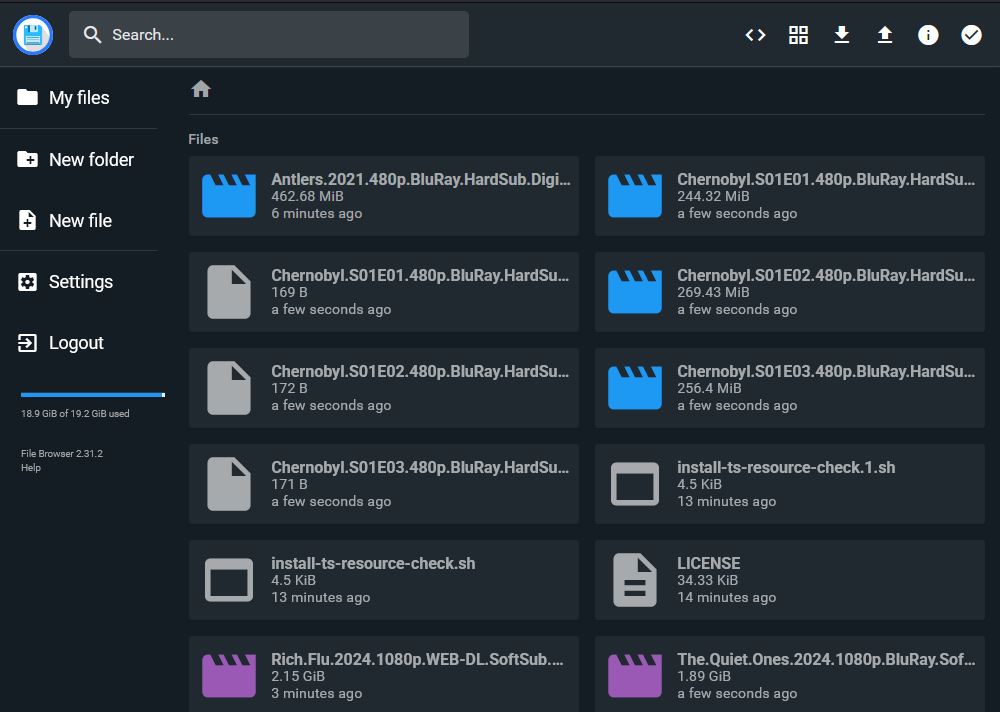 Search...
My files
New folder
New file
Settings
Logout
18.9 GiB of 19.2 GiB used
File Browser 2.31.2
Help
Files
Antlers.2021.480p.BluRay.HardSub.Digi...
462.68 MiB
6 minutes ago
Chernobyl.S01E01.480p.BluRay.HardSu...
244.32 MiB
a few seconds ago
Chernobyl.S01E01.480p.BluRay.HardSu...
169 B
a few seconds ago
Chernobyl.S01E02.480p.BluRay.HardSu...
269.43 MiB
a few seconds ago
Chernobyl.S01E02.480p.BluRay.HardSu...
172 B
a few seconds ago
Chernobyl.S01E03.480p.BluRay.HardSu...
256.4 MiB
a few seconds ago
Chernobyl.S01E03.480p.BluRay.HardSu...
171 B
a few seconds ago
install-ts-resource-check.1.sh
4.5 KiB
13 minutes ago
install-ts-resource-check.sh
4.5 KiB
13 minutes ago
LICENSE
34.33 KiB
14 minutes ago
Rich.Flu.2024.1080p.WEB-DL.SoftSub....
2.15 GiB
3 minutes ago
The.Quiet.Ones.2024.1080p.BluRay.Sof...
1.89 GiB
a few seconds ago